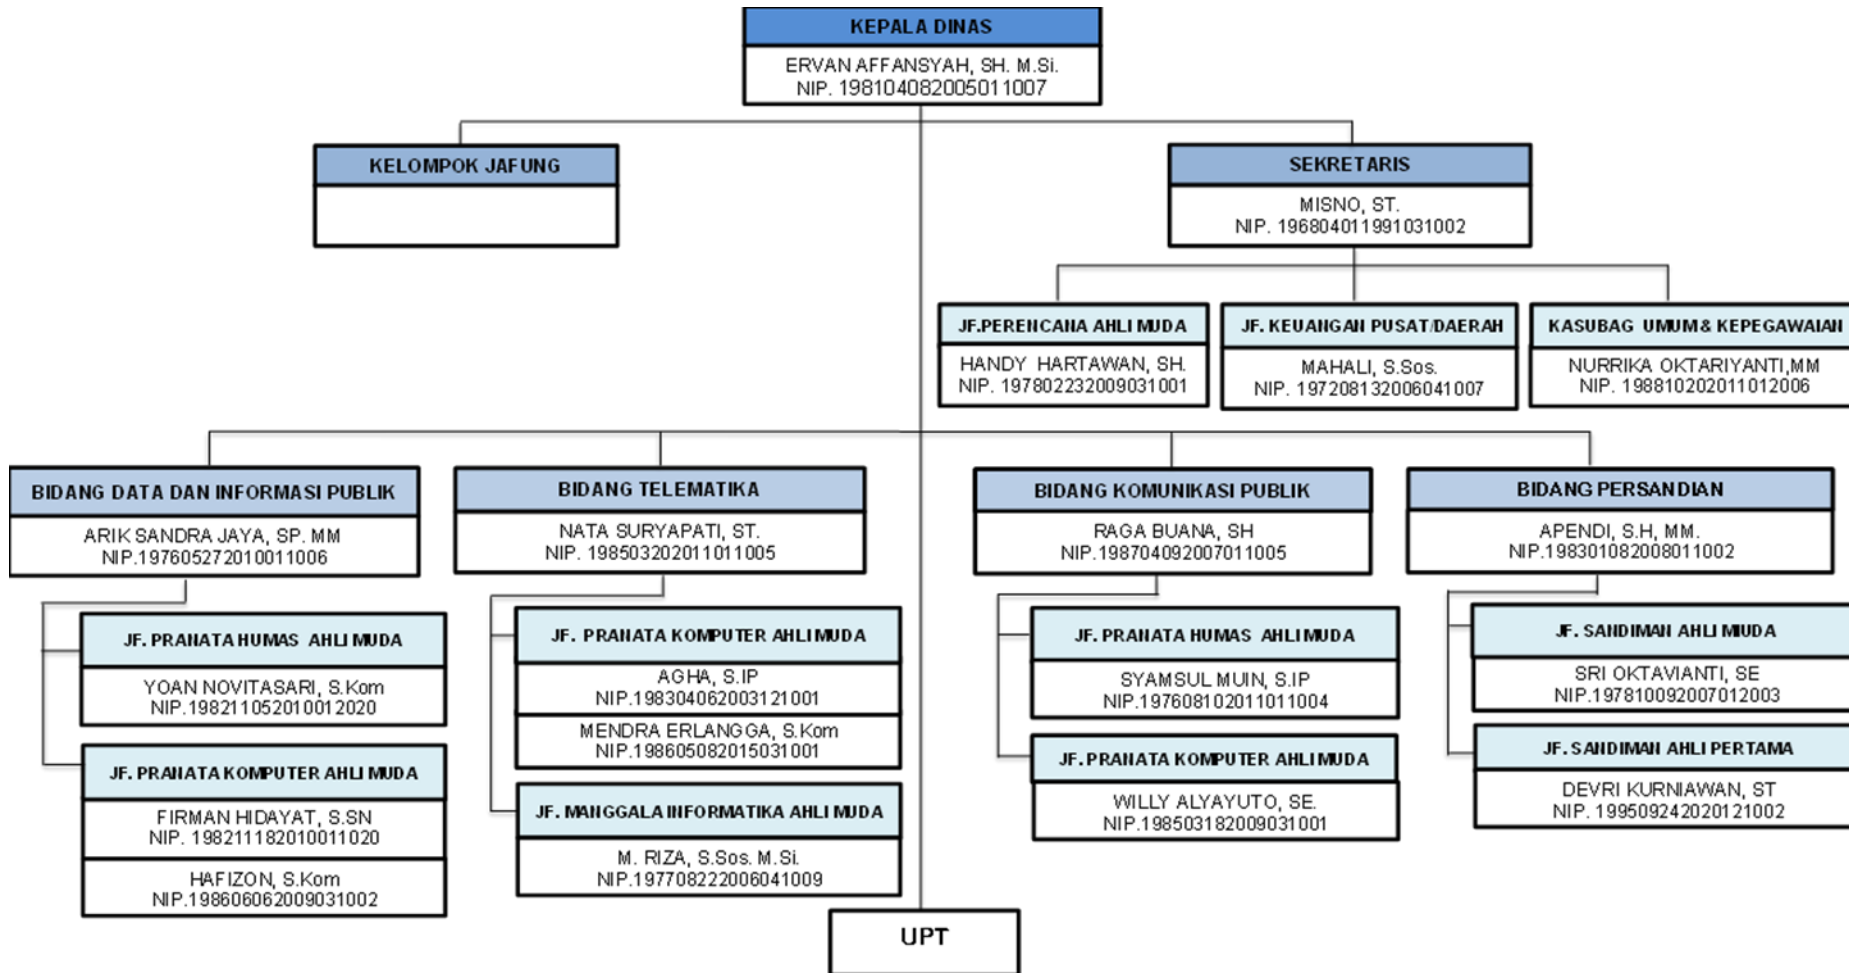 KEPALA DINAS
ERVAN AFFANSYAH, SH. M.Si.
NIP. 198104082005011007
KELOMPOK JAFUNG
SEKRETARIS
MISNO, ST.
NIP. 196804011991031002
JF.PERENCANA AHLI MUDA
HANDY HARTAWAN, SH.
NIP. 197802232009031001
JF. KEUANGAN PUSAT/DAERAH
MAHALI, S.Sos.
NIP. 197208132006041007
KASUBAG UMUM & KEPEGAWAIAN
NURRIKA OKTARIYANTI,MM
NIP. 198810202011012006
BIDANG DATA DAN INFORMASI PUBLIK
ARIK SANDRA JAYA, SP. MM
NIP.197605272010011006
JF. PRANATA HUMAS AHLI MUDA
YOAN NOVITASARI, S.Kom
NIP.198211052010012020
JF. PRANATA KOMPUTER AHLI MUDA
FIRMAN HIDAYAT, S.SN
NIP. 198211182010011020
HAFIZON, S.Kom
NIP.198606062009031002
BIDANG TELEMATIKA
NATA SURYAPATI, ST.
NIP. 198503202011011005
JF. PRANATA KOMPUTER AHLI MUDA
AGHA, S.IP
NIP.198304062003121001
MENDRA ERLANGGA, S.Kom
NIP.198605082015031001
JF. MANGGALA INFORMATIKA AHLI MUDA
M. RIZA, S.Sos. M.Si.
NIP.197708222006041009
BIDANG KOMUNIKASI PUBLIK
RAGA BUANA, SH
NIP.198704092007011005
JF. PRANATA HUMAS AHLI MUDA
SYAMSUL MUIN, S.IP
NIP.197608102011011004
JF. PRANATA KOMPUTER AHLI MUDA
WILLY ALYAYUTO, SE.
NIP.198503182009031001
BIDANG PERSANDIAN
APENDI, S.H, MM.
NIP.198301082008011002
JF. SANDIMAN AHLI MIUDA
SRI OKTAVIANTI, SE
NIP.197810092007012003
JF. SANDIMAN AHLI PERTAMA
DEVRI KURNIAWAN, ST
NIP. 199509242020121002
UPT